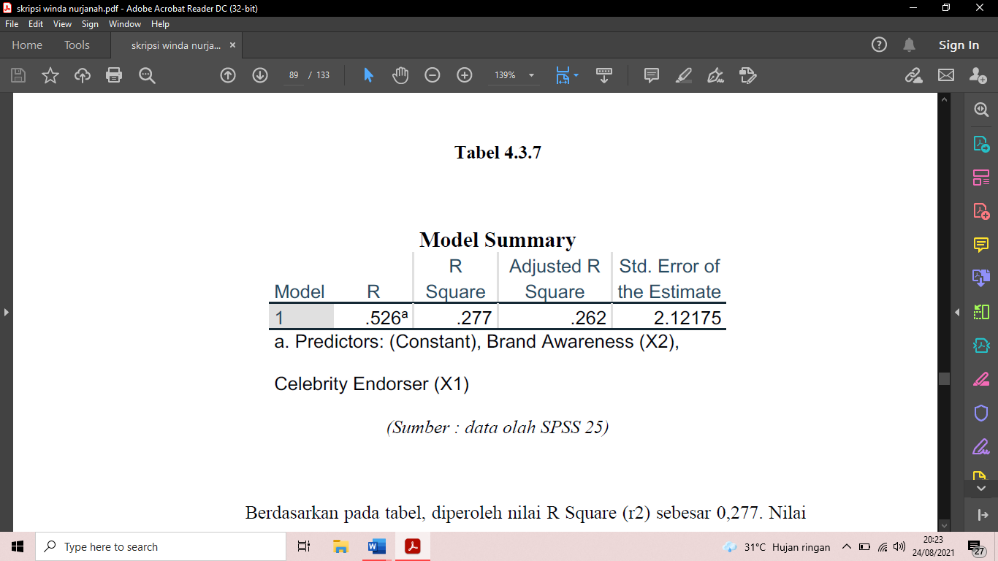 skripsi winda nurjanah.pdf - Adobe Acrobat Reader DC (32-bit)
File Edit View Sign Window Help
Home Tools skripsi winda nurja... × Sign In
89 / 133 139%
Tabel 4.3.7
Model Summary
R Adjusted R Std. Error of
Model R Square Square the Estimate
1 .526ª .277 .262 2.12175
a. Predictors: (Constant), Brand Awareness (X2),
Celebrity Endorser (X1)
(Sumber : data olah SPSS 25)
Berdasarkan pada tabel, diperoleh nilai R Square (r2) sebesar 0,277. Nilai
Type here to search 31°C Hujan ringan 20:23
24/08/2021 27